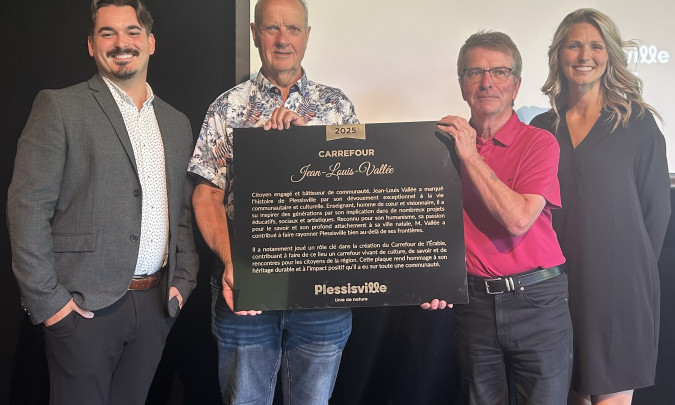 ville
2025
CARREFOUR
Jean-Louis-Vallée
Citoyen engagé et bâtisseur de communauté, Jean-Louis Vallée a marqué
l'histoire de Plessisville par son dévouement exceptionnel à la vie
communautaire et culturelle. Enseignant, homme de cœur et visionnaire, il a
su inspirer des générations par son implication dans de nombreux projets
éducatifs, sociaux et artistiques. Reconnu pour son humanisme, sa passion
pour le savoir et son profond attachement à sa ville natale, M. Vallée a
contribué à faire rayonner Plessisville bien au-delà de ses frontières.
Il a notamment joué un rôle clé dans la création du Carrefour de l'Érable,
contribuant à faire de ce lieu un carrefour vivant de culture, de savoir et de
rencontres pour les citoyens de la région. Cette plaque rend hommage à son
héritage durable et à l'impact positif qu'il a eu sur toute une communauté.
Plessisville
Unie de nature